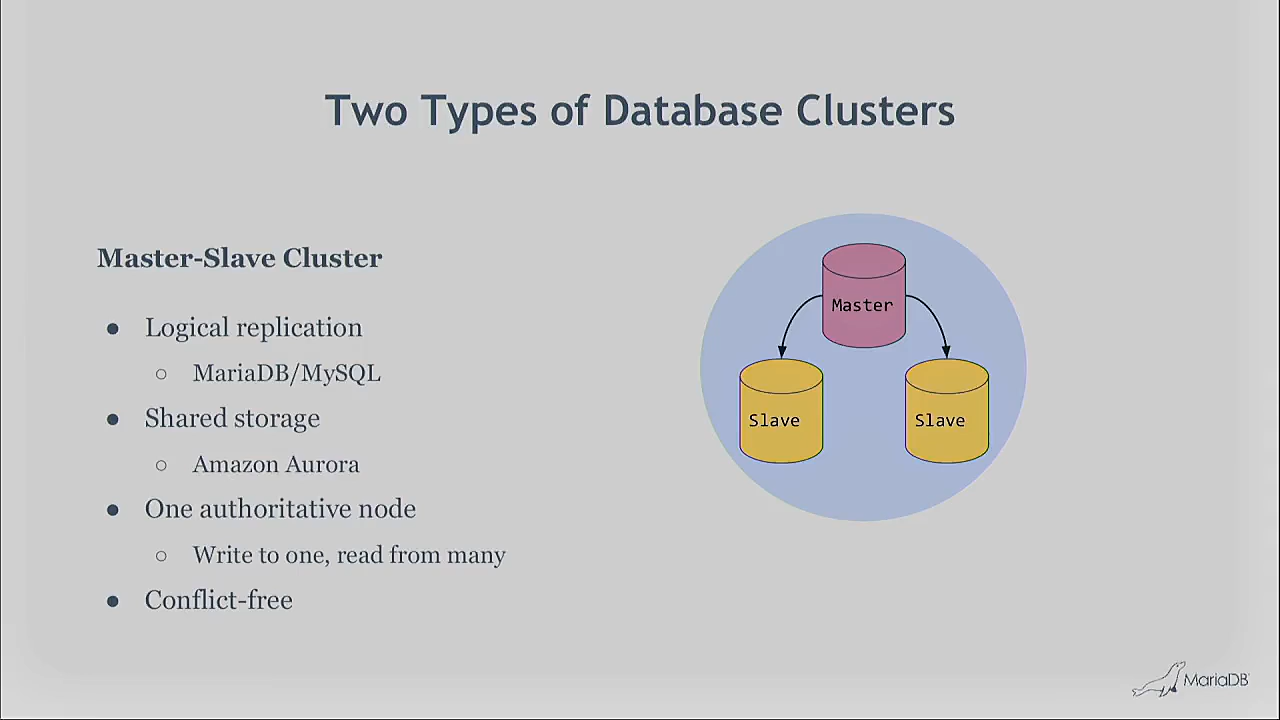 Two Types of Database Clusters
Master-Slave Cluster
● Logical replication
○ MariaDB/MySQL
● Shared storage
○ Amazon Aurora
● One authoritative node
○ Write to one, read from many
● Conflict-free
Master
Slave
Slave
MariaDB